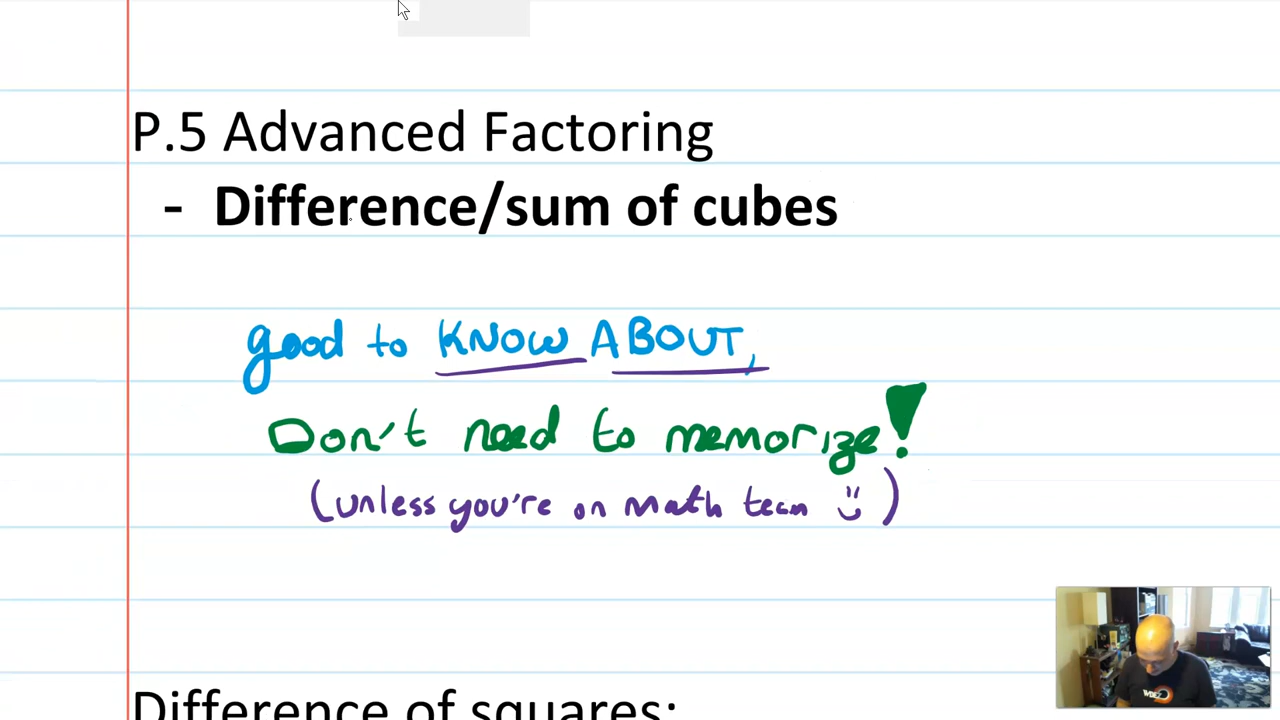 P.5 Advanced Factoring
- Difference/sum of cubes
good to KNOW ABOUT,
Don't need to memorize!
(unless you're on math team )
Difference of squares: